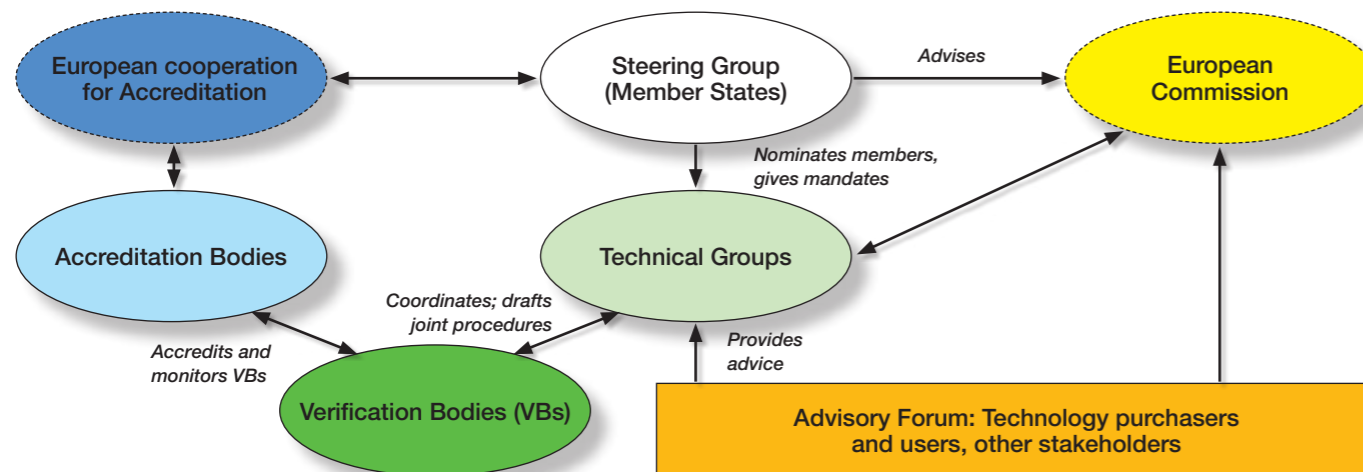 European cooperation
for Accreditation
Steering Group
(Member States)
Advises
European
Commission
Nominates members,
gives mandates
Accreditation Bodies
Technical Groups
Coordinates; drafts
joint procedures
Accredits and
monitors VBs
Provides
advice
Verification Bodies (VBs)
Advisory Forum: Technology purchasers
and users, other stakeholders